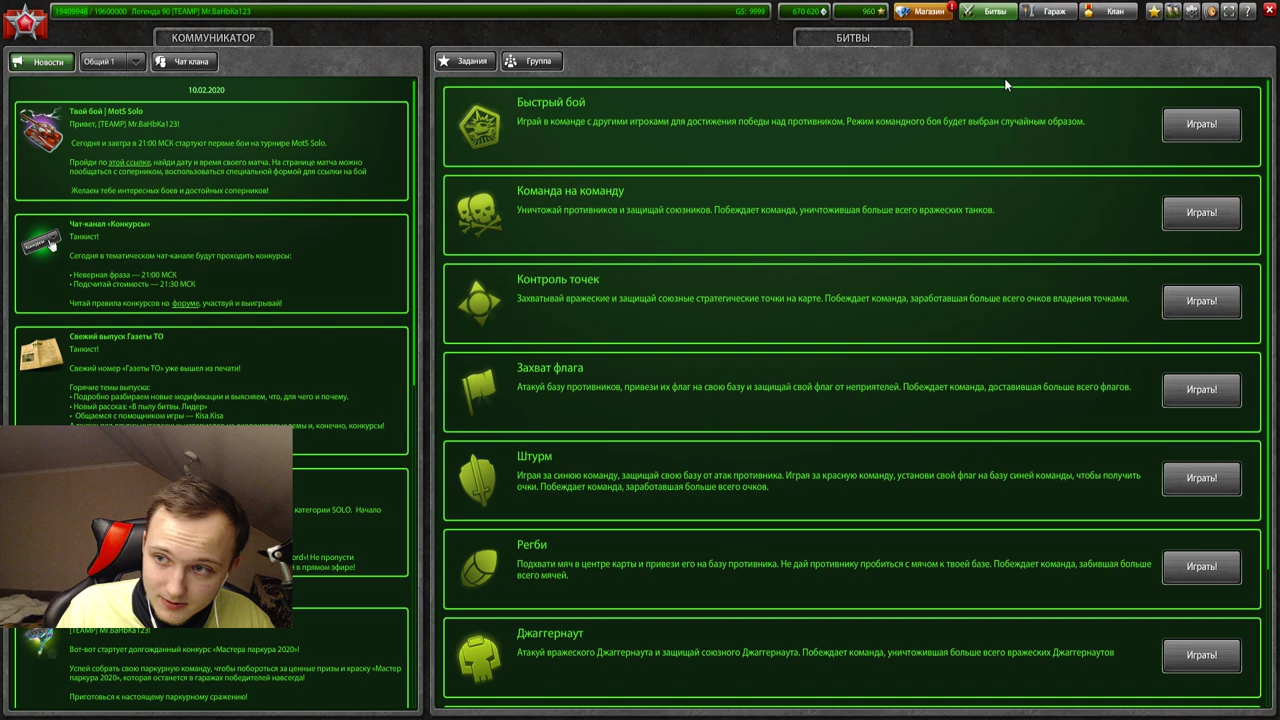 19409948 / 19600000 Легенда 90 [TEAMP] Mr.BaHbKa123
GS: 9999
670 620
960
Магазин
Битвы
Гараж
Клан
КОММУНИКАТОР
Новости
Общий 1
Чат клана
10.02.2020
Твой бой | MotS Solo
Привет, [TEAMP] Mr.BaHbKa123!
Сегодня и завтра в 21:00 МСК стартуют первые бои на турнире MotS Solo.
Пройди по этой ссылке, найди дату и время своего матча. На странице матча можно
пообщаться с соперником, воспользоваться специальной формой для ссылки на бой
Желаем тебе интересных боев и достойных соперников!
Чат-канал «Конкурсы»
Танкист!
Сегодня в тематическом чат-канале будут проходить конкурсы:
• Неверная фраза — 21:00 МСК
• Подсчитай стоимость — 21:30 МСК
Читай правила конкурсов на форуме, участвуй и выигрывай!
Свежий выпуск Газеты ТО
Танкист!
Свежий номер «Газеты ТО» уже вышел из печати!
Горячие темы выпуска:
• Подробно разбираем новые модификации и выясняем, что, для чего и почему.
• Новый рассказ: «В пылу битвы. Лидер»
• Общаемся с помощником игры — Kisa.Kisa
емы и, конечно, конкурсы!
категории SOLO. Начало
ord»! Не пропусти
й в прямом эфире!
[TEAMP] Mr.BaHbKa123!
Вот-вот стартует долгожданный конкурс «Мастера паркура 2020»!
Успей собрать свою паркурную команду, чтобы побороться за ценные призы и краску «Мастер
паркура 2020», которая останется в гаражах победителей навсегда!
Приготовься к настоящему паркурному сражению!
БИТВЫ
Задания
Группа
Быстрый бой
Играй в команде с другими игроками для достижения победы над противником. Режим командного боя будет выбран случайным образом.
Играть!
Команда на команду
Уничтожай противников и защищай союзников. Побеждает команда, уничтожившая больше всего вражеских танков.
Играть!
Контроль точек
Захватывай вражеские и защищай союзные стратегические точки на карте. Побеждает команда, заработавшая больше всего очков владения точками.
Играть!
Захват флага
Атакуй базу противников, привези их флаг на свою базу и защищай свой флаг от неприятелей. Побеждает команда, доставившая больше всего флагов.
Играть!
Штурм
Играя за синюю команду, защищай свою базу от атак противника. Играя за красную команду, установи свой флаг на базу синей команды, чтобы получить
очки. Побеждает команда, заработавшая больше всего очков.
Играть!
Регби
Подхвати мяч в центре карты и привези его на базу противника. Не дай противнику пробиться с мячом к твоей базе. Побеждает команда, забившая больше
всего мячей.
Играть!
Джаггернаут
Атакуй вражеского Джаггернаута и защищай союзного Джаггернаута. Побеждает команда, уничтожившая больше всего вражеских Джаггернаутов
Играть!